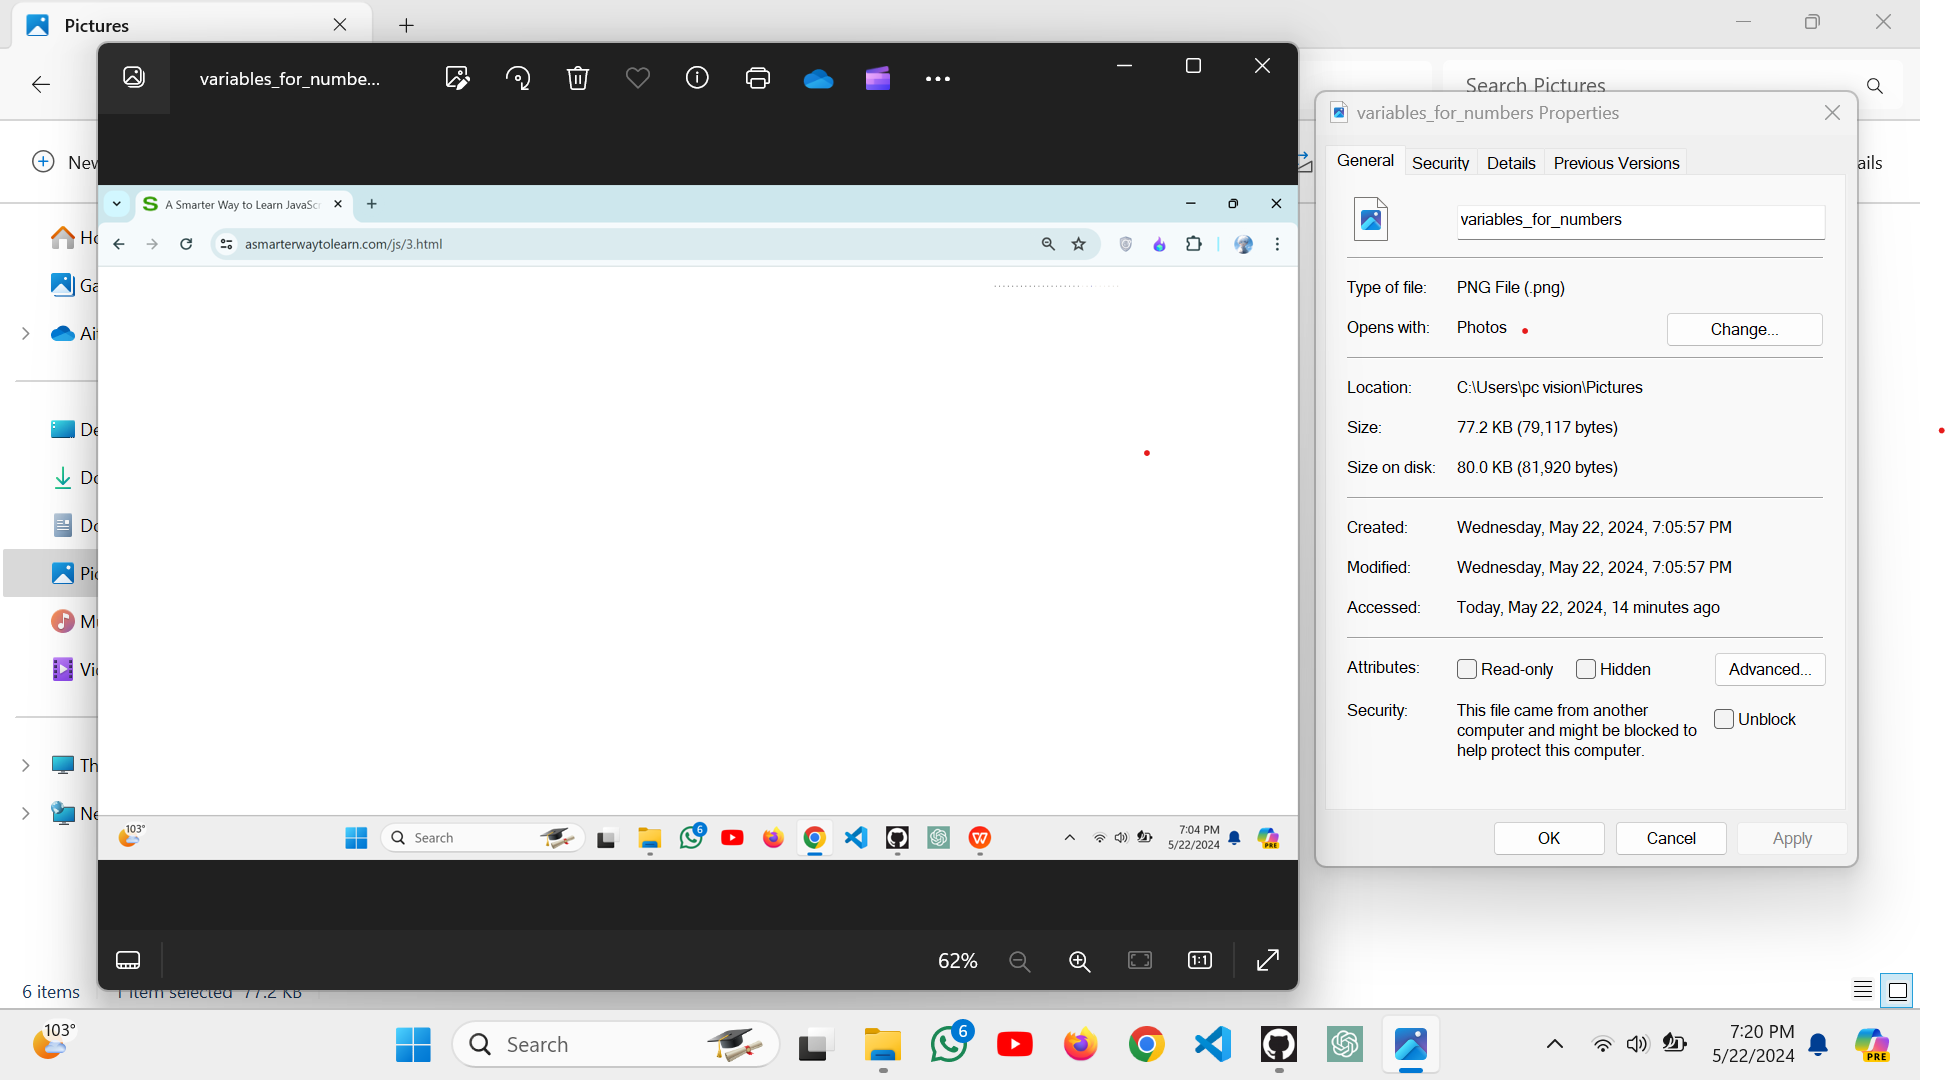 Pictures
Search Pictures
New
ails
variables_for_numbe...
A Smarter Way to Learn JavaSc
asmarterwaytolearn.com/js/3.html
103°
Search
6
7:04 PM
5/22/2024
PRE
62%
1:1
variables_for_numbers Properties
General Security Details Previous Versions
variables_for_numbers
Type of file: PNG File (.png)
Opens with: Photos Change...
Location: C:\Users\pc vision\Pictures
Size: 77.2 KB (79,117 bytes)
Size on disk: 80.0 KB (81,920 bytes)
Created: Wednesday, May 22, 2024, 7:05:57 PM
Modified: Wednesday, May 22, 2024, 7:05:57 PM
Accessed: Today, May 22, 2024, 14 minutes ago
Attributes: Read-only Hidden Advanced...
Security: This file came from another
computer and might be blocked to
help protect this computer.
Unblock
OK Cancel Apply
Ho
Ga
Ai
De
Do
Do
Pic
Mu
Vi
Th
Ne
6 items 1 item selected 77.2 KB
103°
Search
6
7:20 PM
5/22/2024
PRE